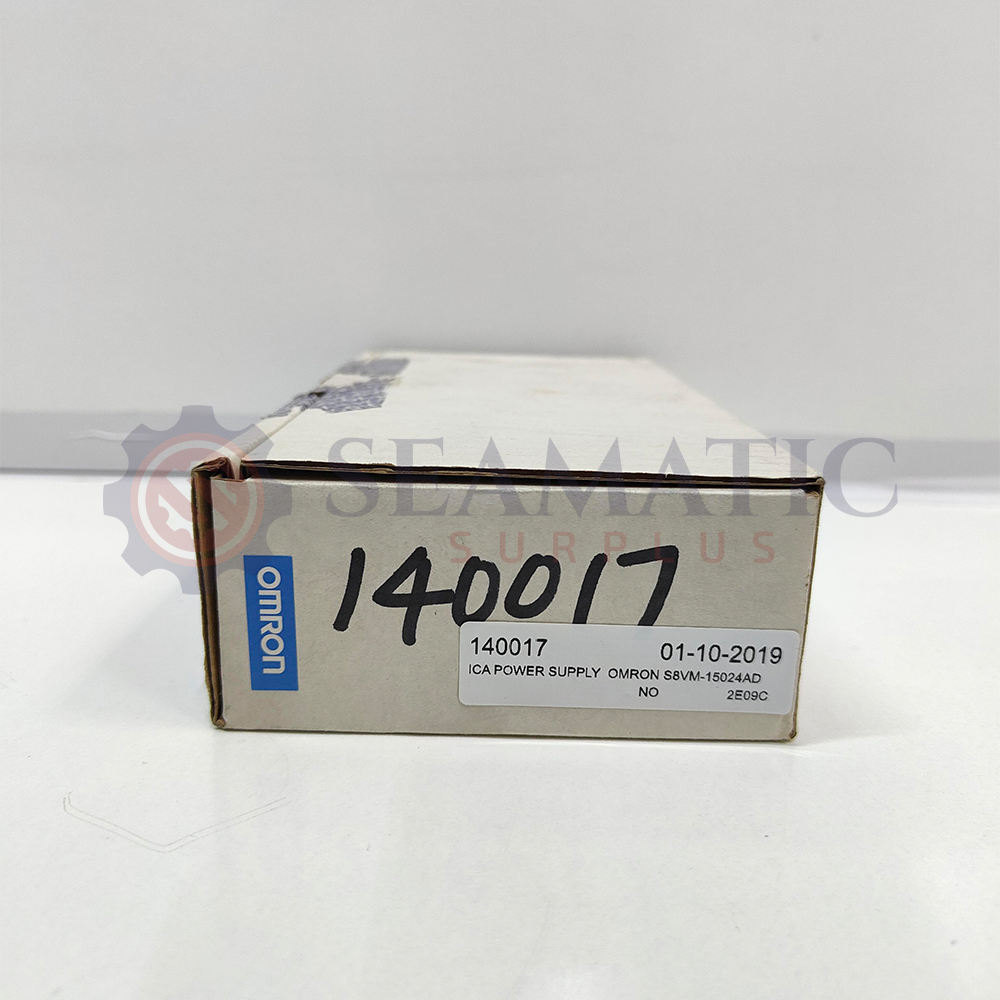 SEAMATIC
SURPLUS
OMRON
140017
140017 01-10-2019
ICA POWER SUPPLY OMRON S8VM-15024AD
NO 2E09C